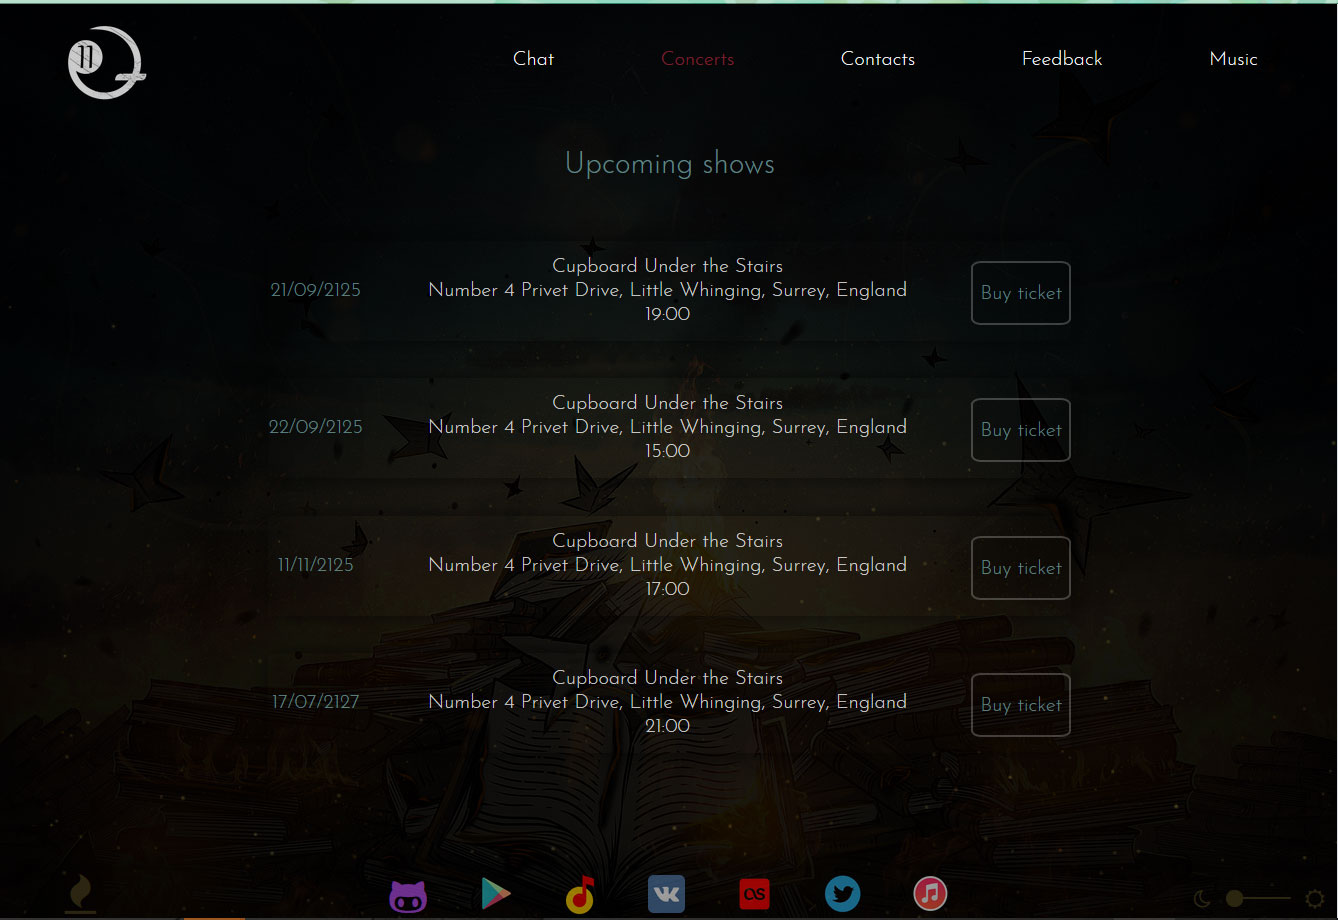 11
Chat Concerts Contacts Feedback Music
Upcoming shows
Cupboard Under the Stairs
21/09/2125 Number 4 Privet Drive, Little Whinging, Surrey, England Buy ticket
19:00
Cupboard Under the Stairs
22/09/2125 Number 4 Privet Drive, Little Whinging, Surrey, England Buy ticket
15:00
Cupboard Under the Stairs
11/11/2125 Number 4 Privet Drive, Little Whinging, Surrey, England Buy ticket
17:00
Cupboard Under the Stairs
17/07/2127 Number 4 Privet Drive, Little Whinging, Surrey, England Buy ticket
21:00